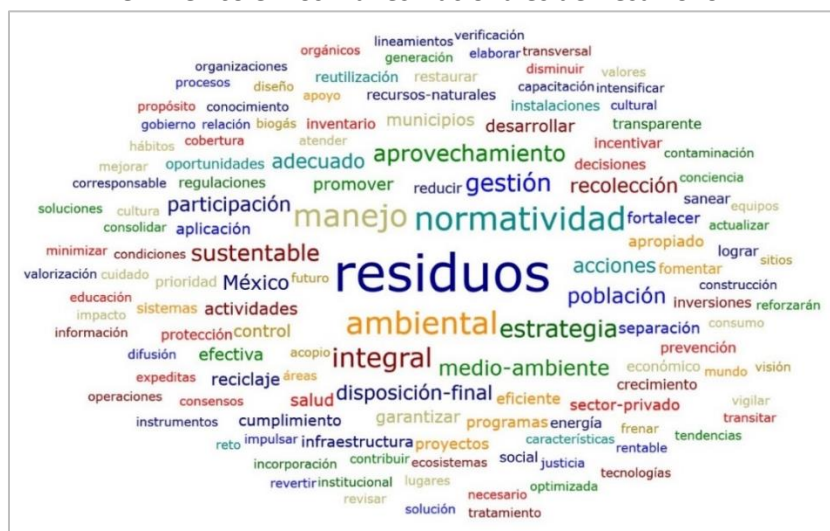 lineamientos verificación
organizaciones orgánicos generación elaborar transversal
procesos diseño reutilización restaurar disminuir valores
propósito conocimiento apoyo recursos-naturales capacitación intensificar
gobierno relación biogás inventario municipios desarrollar instalaciones cultural transparente
hábitos cobertura atender aprovechamiento incentivar contaminación
mejorar oportunidades adecuado decisiones conciencia
corresponsable regulaciones promover reducir gestión recolección sanear equipos
soluciones cultura participación manejo normatividad fortalecer actualizar
consolidar aplicación apropiado
minimizar condiciones sustentable residuos acciones fomentar lograr sitios
valorización cuidado prioridad México futuro población construcción
educación actividades inversiones reforzarán
impacto sistemas ambiental estrategia separación consumo
información protección control integral prevención
difusión efectiva acopio medio-ambiente económico mundo visión
expeditas reciclaje áreas disposición-final crecimiento
operaciones consensos salud eficiente sector-privado vigilar
instrumentos cumplimiento garantizar programas energía frenar transitar
reto impulsar infraestructura proyectos características rentable tendencias
incorporación contribuir ecosistemas social justicia
revertir institucional lugares optimizada tecnologías
revisar solución necesario
tratamiento